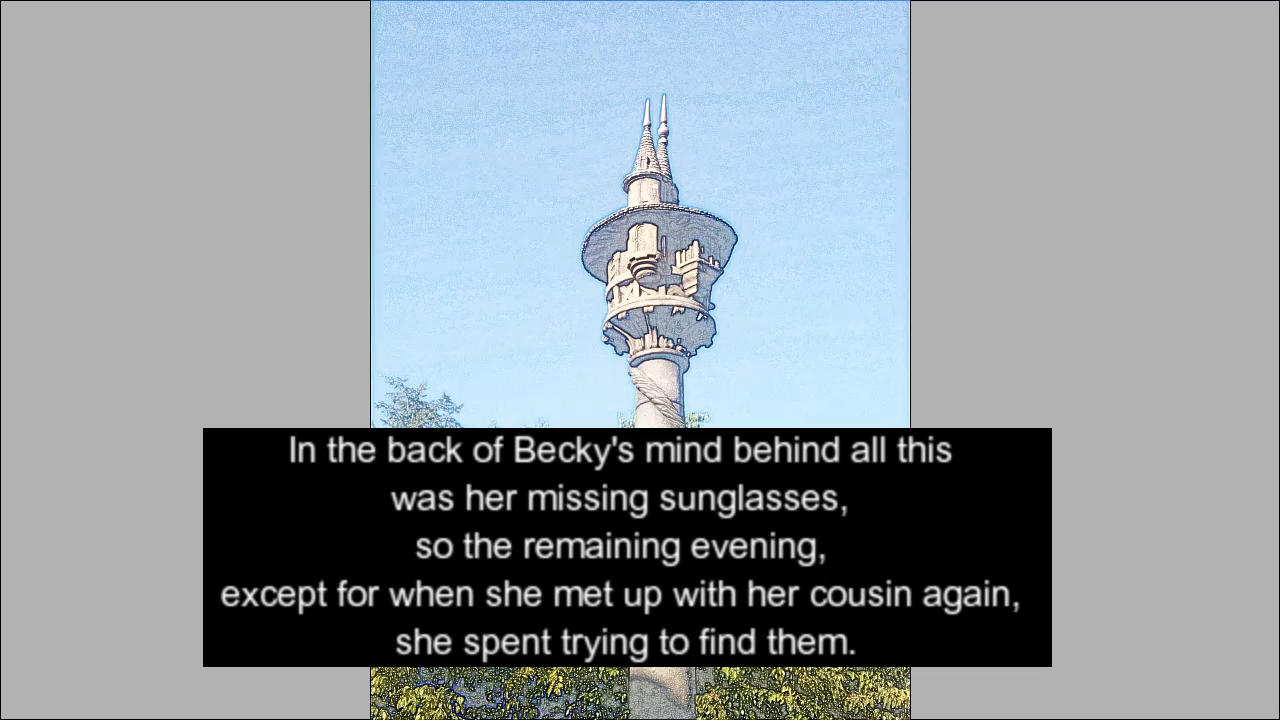 In the back of Becky's mind behind all this
was her missing sunglasses,
so the remaining evening,
except for when she met up with her cousin again,
she spent trying to find them.